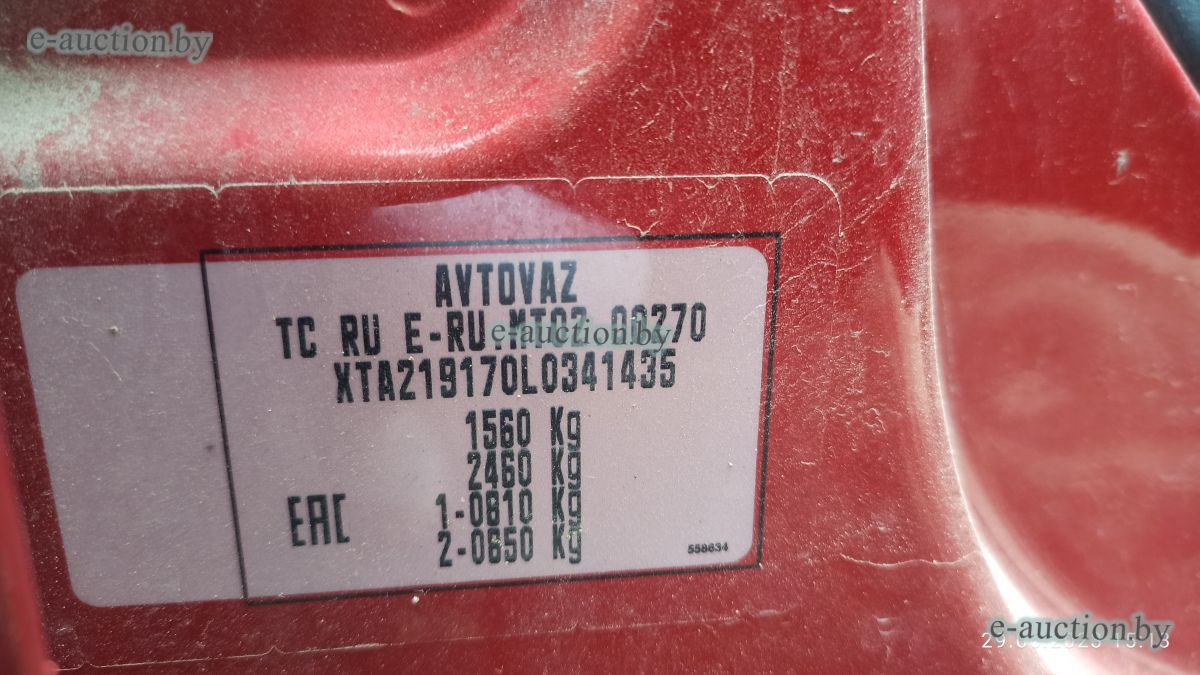 e-auction.by
AVTOVAZ
TC RU E-RU.MT02.00370
e-auction.by
XTA219170L0341435
1560 Kg
2460 Kg
EAC
1-0810 Kg
2-0850 Kg
558634
e-auction.by